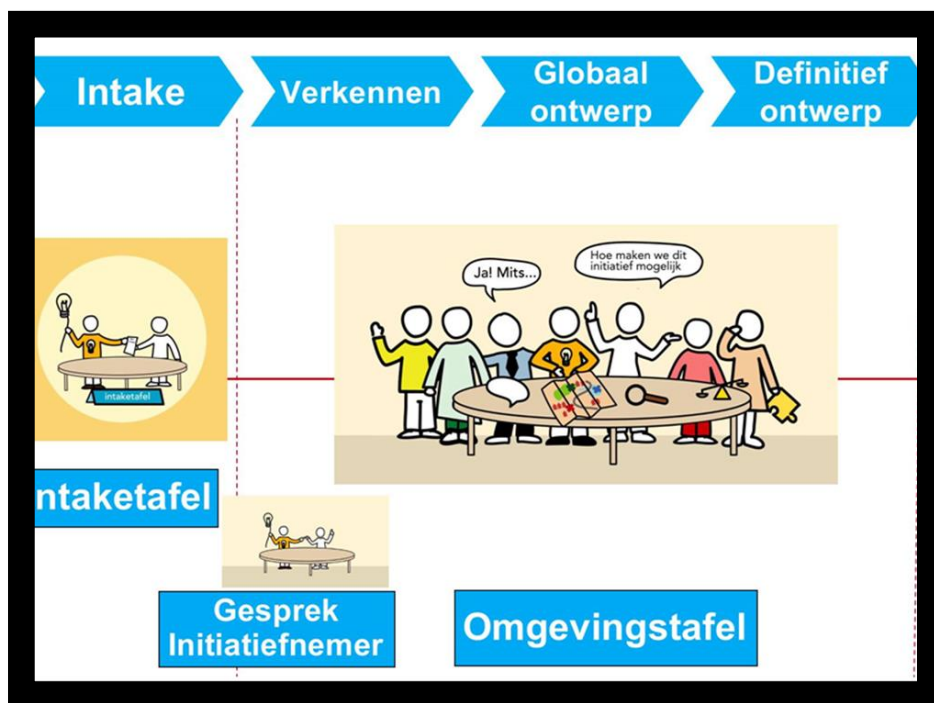 Intake
Verkennen
Globaal
ontwerp
Definitief
ontwerp
Ja! Mits...
Hoe maken we dit
initiatief mogelijk
intaketafel
ntaketafel
Gesprek
Initiatiefnemer
Omgevingstafel